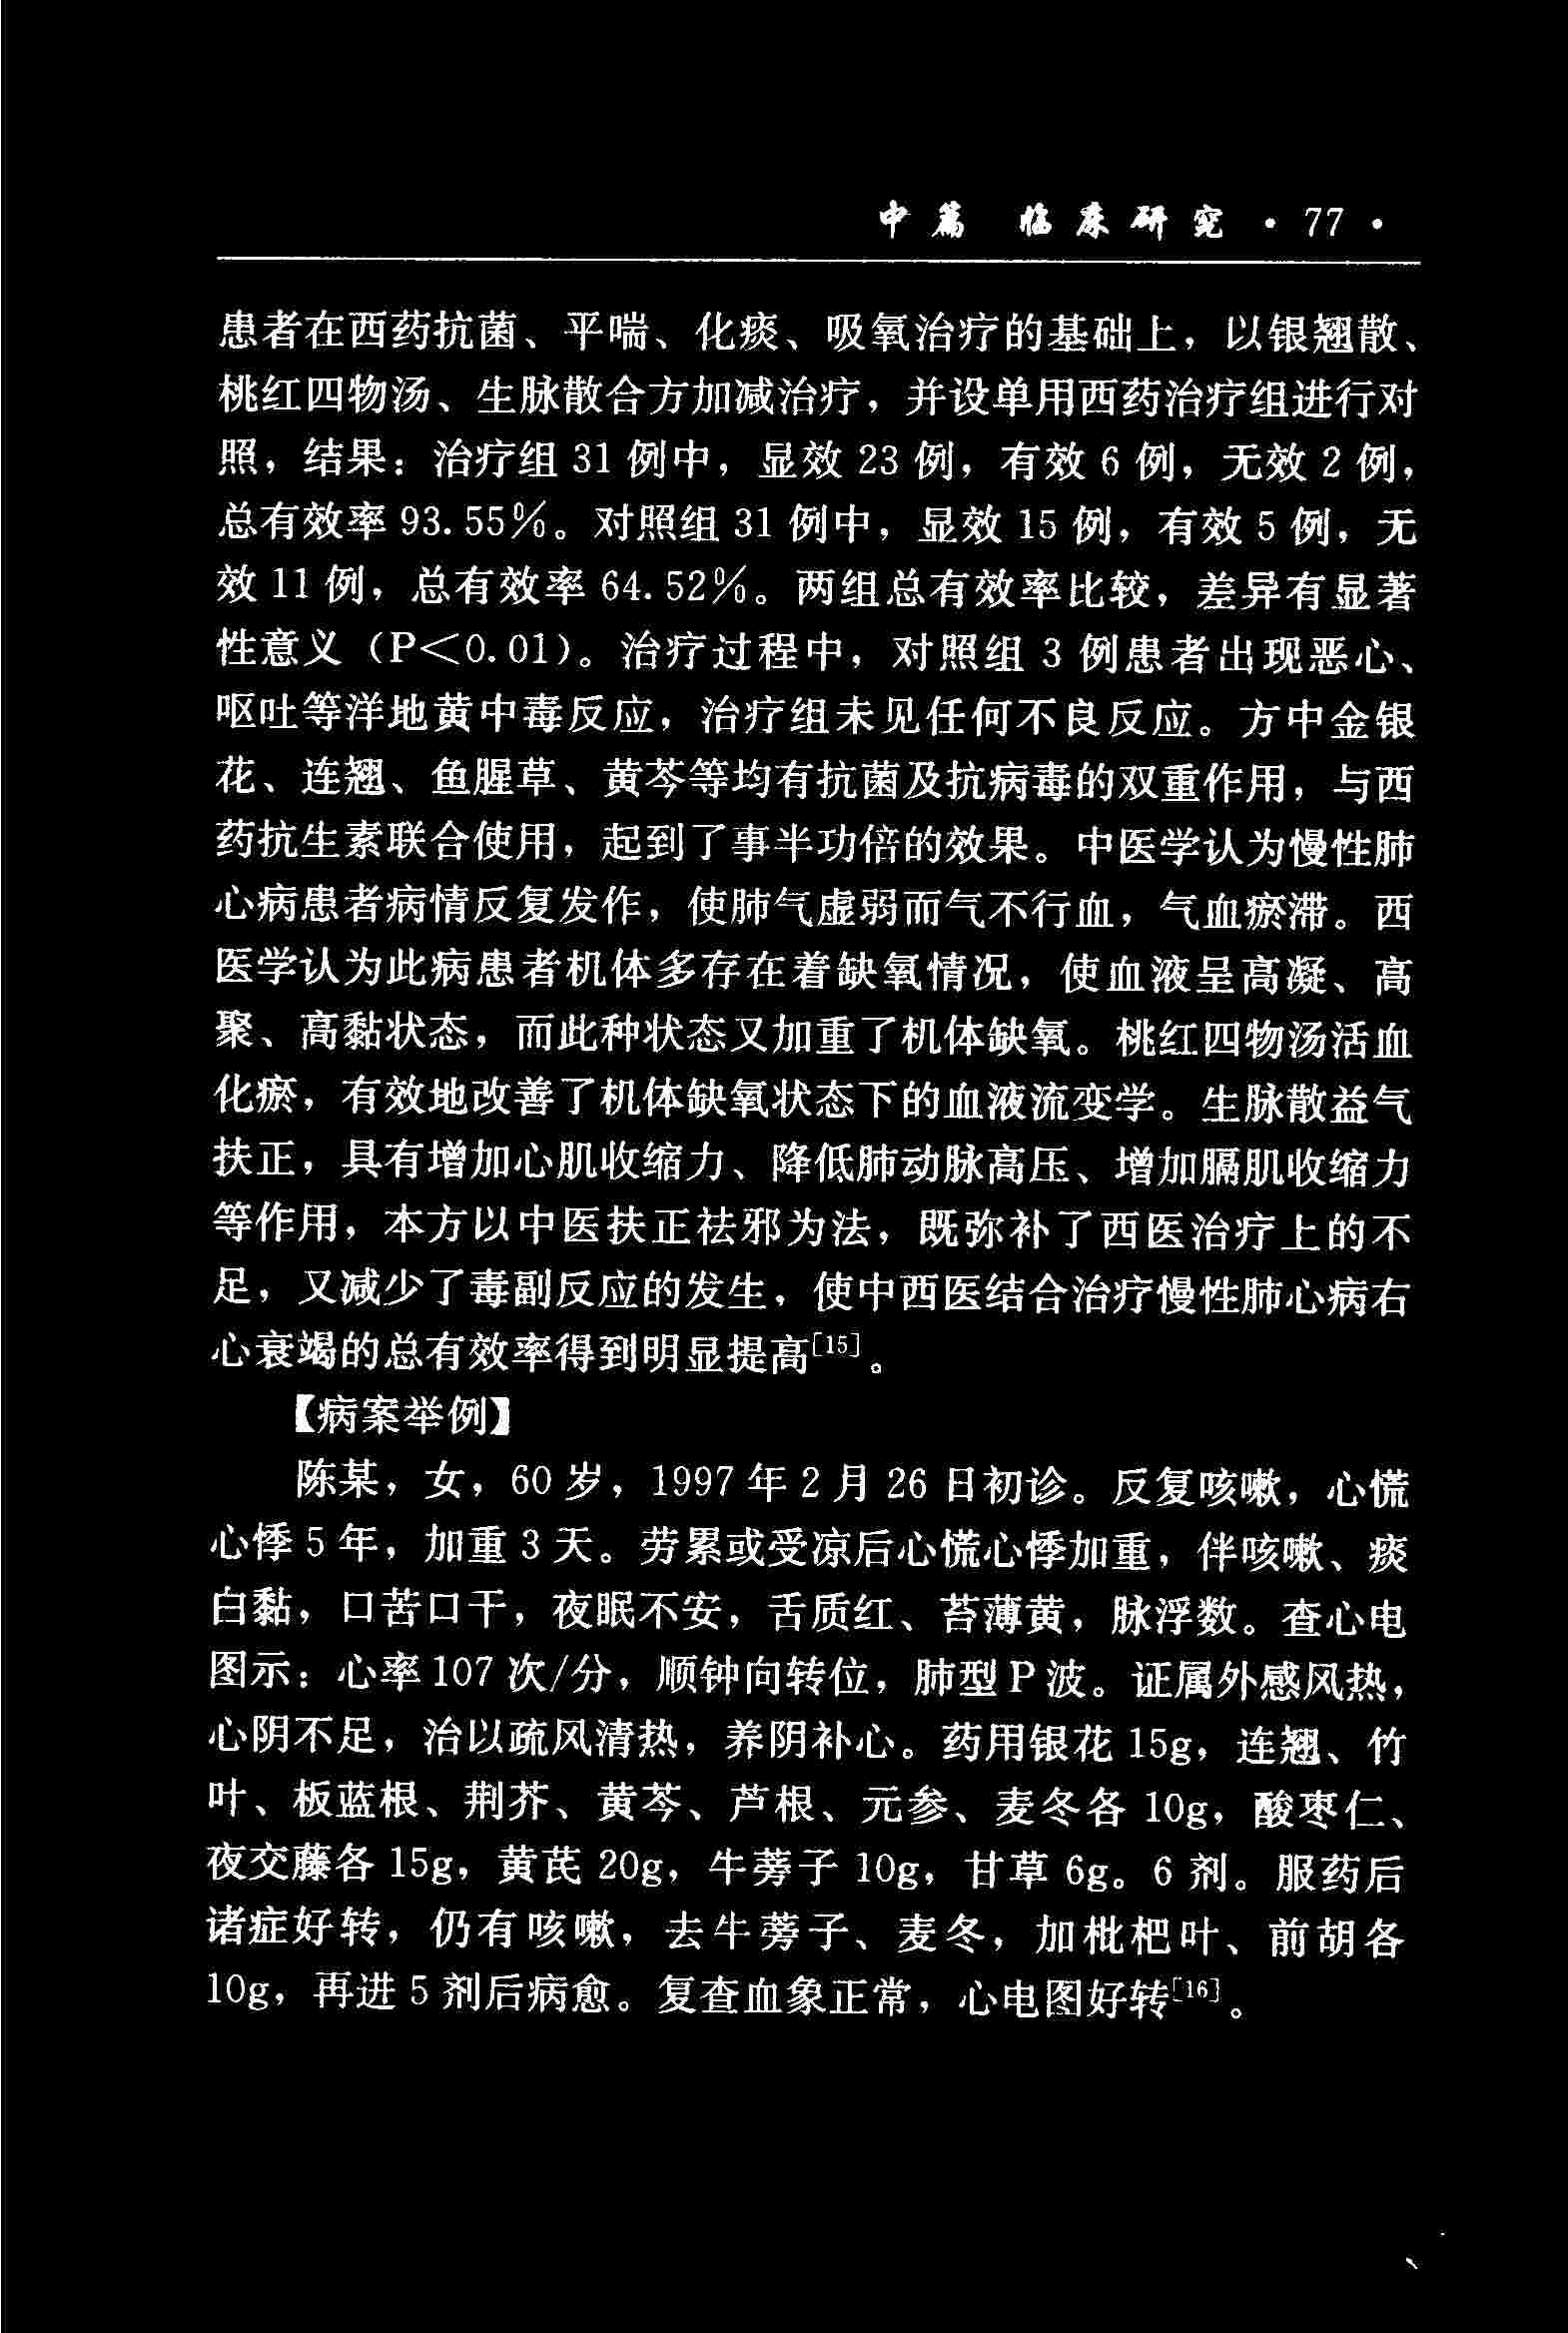 中篇 临床研究 · 77 ·
患者在西药抗菌、平喘、化痰、吸氧治疗的基础上，以银翘散、
桃红四物汤、生脉散合方加减治疗，并设单用西药治疗组进行对
照，结果：治疗组 31 例中，显效 23 例，有效 6 例，无效 2 例，
总有效率 93.55%。对照组 31 例中，显效 15 例，有效 5 例，无
效 11 例，总有效率 64.52%。两组总有效率比较，差异有显著
性意义（P＜0.01）。治疗过程中，对照组 3 例患者出现恶心、
呕吐等洋地黄中毒反应，治疗组未见任何不良反应。方中金银
花、连翘、鱼腥草、黄芩等均有抗菌及抗病毒的双重作用，与西
药抗生素联合使用，起到了事半功倍的效果。中医学认为慢性肺
心病患者病情反复发作，使肺气虚弱而气不行血，气血瘀滞。西
医学认为此病患者机体多存在着缺氧情况，使血液呈高凝、高
聚、高黏状态，而此种状态又加重了机体缺氧。桃红四物汤活血
化瘀，有效地改善了机体缺氧状态下的血液流变学。生脉散益气
扶正，具有增加心肌收缩力、降低肺动脉高压、增加膈肌收缩力
等作用，本方以中医扶正祛邪为法，既弥补了西医治疗上的不
足，又减少了毒副反应的发生，使中西医结合治疗慢性肺心病右
心衰竭的总有效率得到明显提高[15]。
【病案举例】
陈某，女，60 岁，1997 年 2 月 26 日初诊。反复咳嗽，心慌
心悸 5 年，加重 3 天。劳累或受凉后心慌心悸加重，伴咳嗽、痰
白黏，口苦口干，夜眠不安，舌质红、苔薄黄，脉浮数。查心电
图示：心率 107 次/分，顺钟向转位，肺型 P 波。证属外感风热，
心阴不足，治以疏风清热，养阴补心。药用银花 15g，连翘、竹
叶、板蓝根、荆芥、黄芩、芦根、元参、麦冬各 10g，酸枣仁、
夜交藤各 15g，黄芪 20g，牛蒡子 10g，甘草 6g。6 剂。服药后
诸症好转，仍有咳嗽，去牛蒡子、麦冬，加枇杷叶、前胡各
10g，再进 5 剂后病愈。复查血象正常，心电图好转[16]。